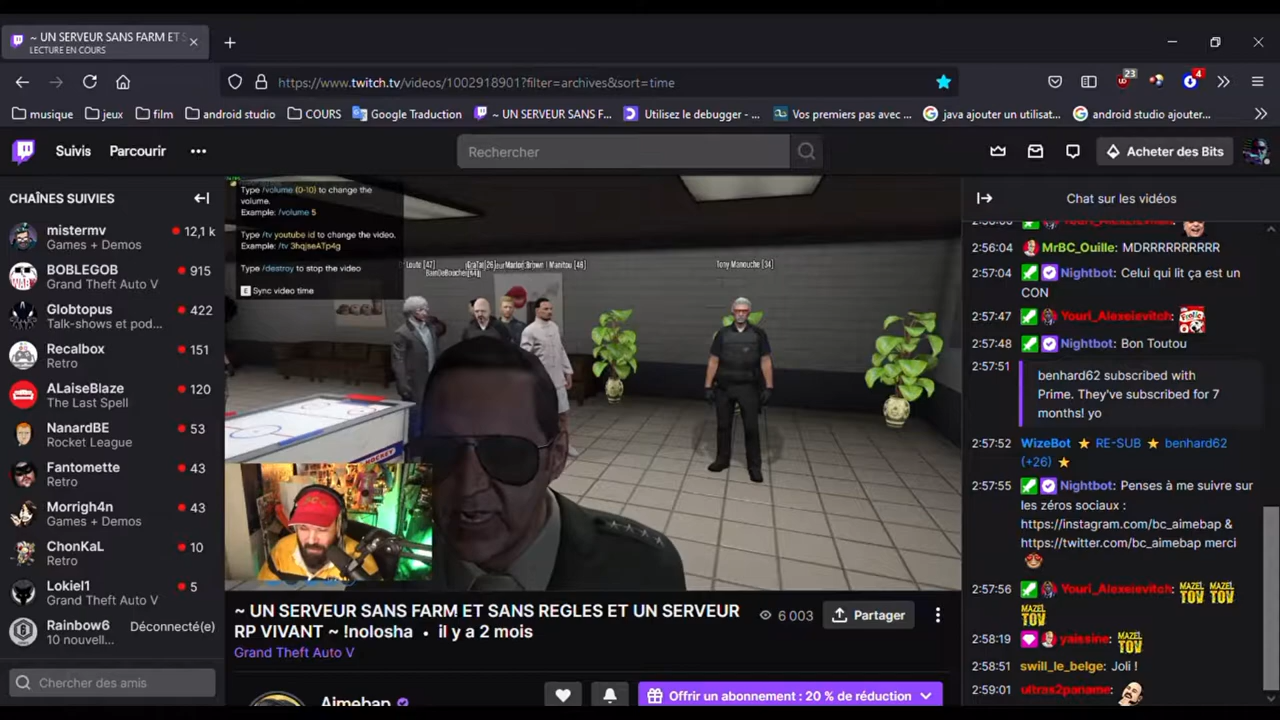 ~ UN SERVEUR SANS FARM ET S
LECTURE EN COURS
https://www.twitch.tv/videos/1002918901?filter=archives&sort=time
23
4
musique
jeux
film
android studio
COURS
Google Traduction
~ UN SERVEUR SANS F...
Utilisez le debugger - ...
Vos premiers pas avec ...
java ajouter un utilisat...
android studio ajouter...
Suivis
Parcourir
Rechercher
Acheter des Bits
CHAÎNES SUIVIES
mistermv
12,1 k
Games + Demos
BOBLEGOB
915
Grand Theft Auto V
Globtopus
422
Talk-shows et pod...
Recalbox
151
Retro
ALaiseBlaze
120
The Last Spell
NanardBE
53
Rocket League
Fantomette
43
Retro
Morrigh4n
43
Games + Demos
ChonKaL
10
Retro
Lokiel1
5
Grand Theft Auto V
Rainbow6
Déconnecté(e)
10 nouvell...
Chercher des amis
Type /volume (0-10) to change the
volume.
Example: /volume 5
Type /tv youtube id to change the video.
Example: /tv 3hqjseATp4g
Type /destroy to stop the video
E Sync video time
Tony Manouche [34]
~ UN SERVEUR SANS FARM ET SANS REGLES ET UN SERVEUR
RP VIVANT ~ !nolosha • il y a 2 mois
Grand Theft Auto V
6 003
Partager
Aimebap
Offrir un abonnement : 20 % de réduction
Chat sur les vidéos
2:56:04 MrBC_Ouille: MDRRRRRRRRR
2:57:04 Nightbot: Celui qui lit ça est un
CON
2:57:47 Youri_Alexeievitch:
2:57:48 Nightbot: Bon Toutou
2:57:51
benhard62 subscribed with
Prime. They've subscribed for 7
months! yo
2:57:52 WizeBot RE-SUB benhard62
(+26)
2:57:55 Nightbot: Penses à me suivre sur
les zéros sociaux :
https://instagram.com/bc_aimebap &
https://twitter.com/bc_aimebap merci
2:57:56 Youri_Alexeievitch: MAZEL TOV MAZEL TOV
MAZEL TOV
2:58:19 yaissine: MAZEL TOV
2:58:51 swill_le_belge: Joli !
2:59:01 ultras2paname: